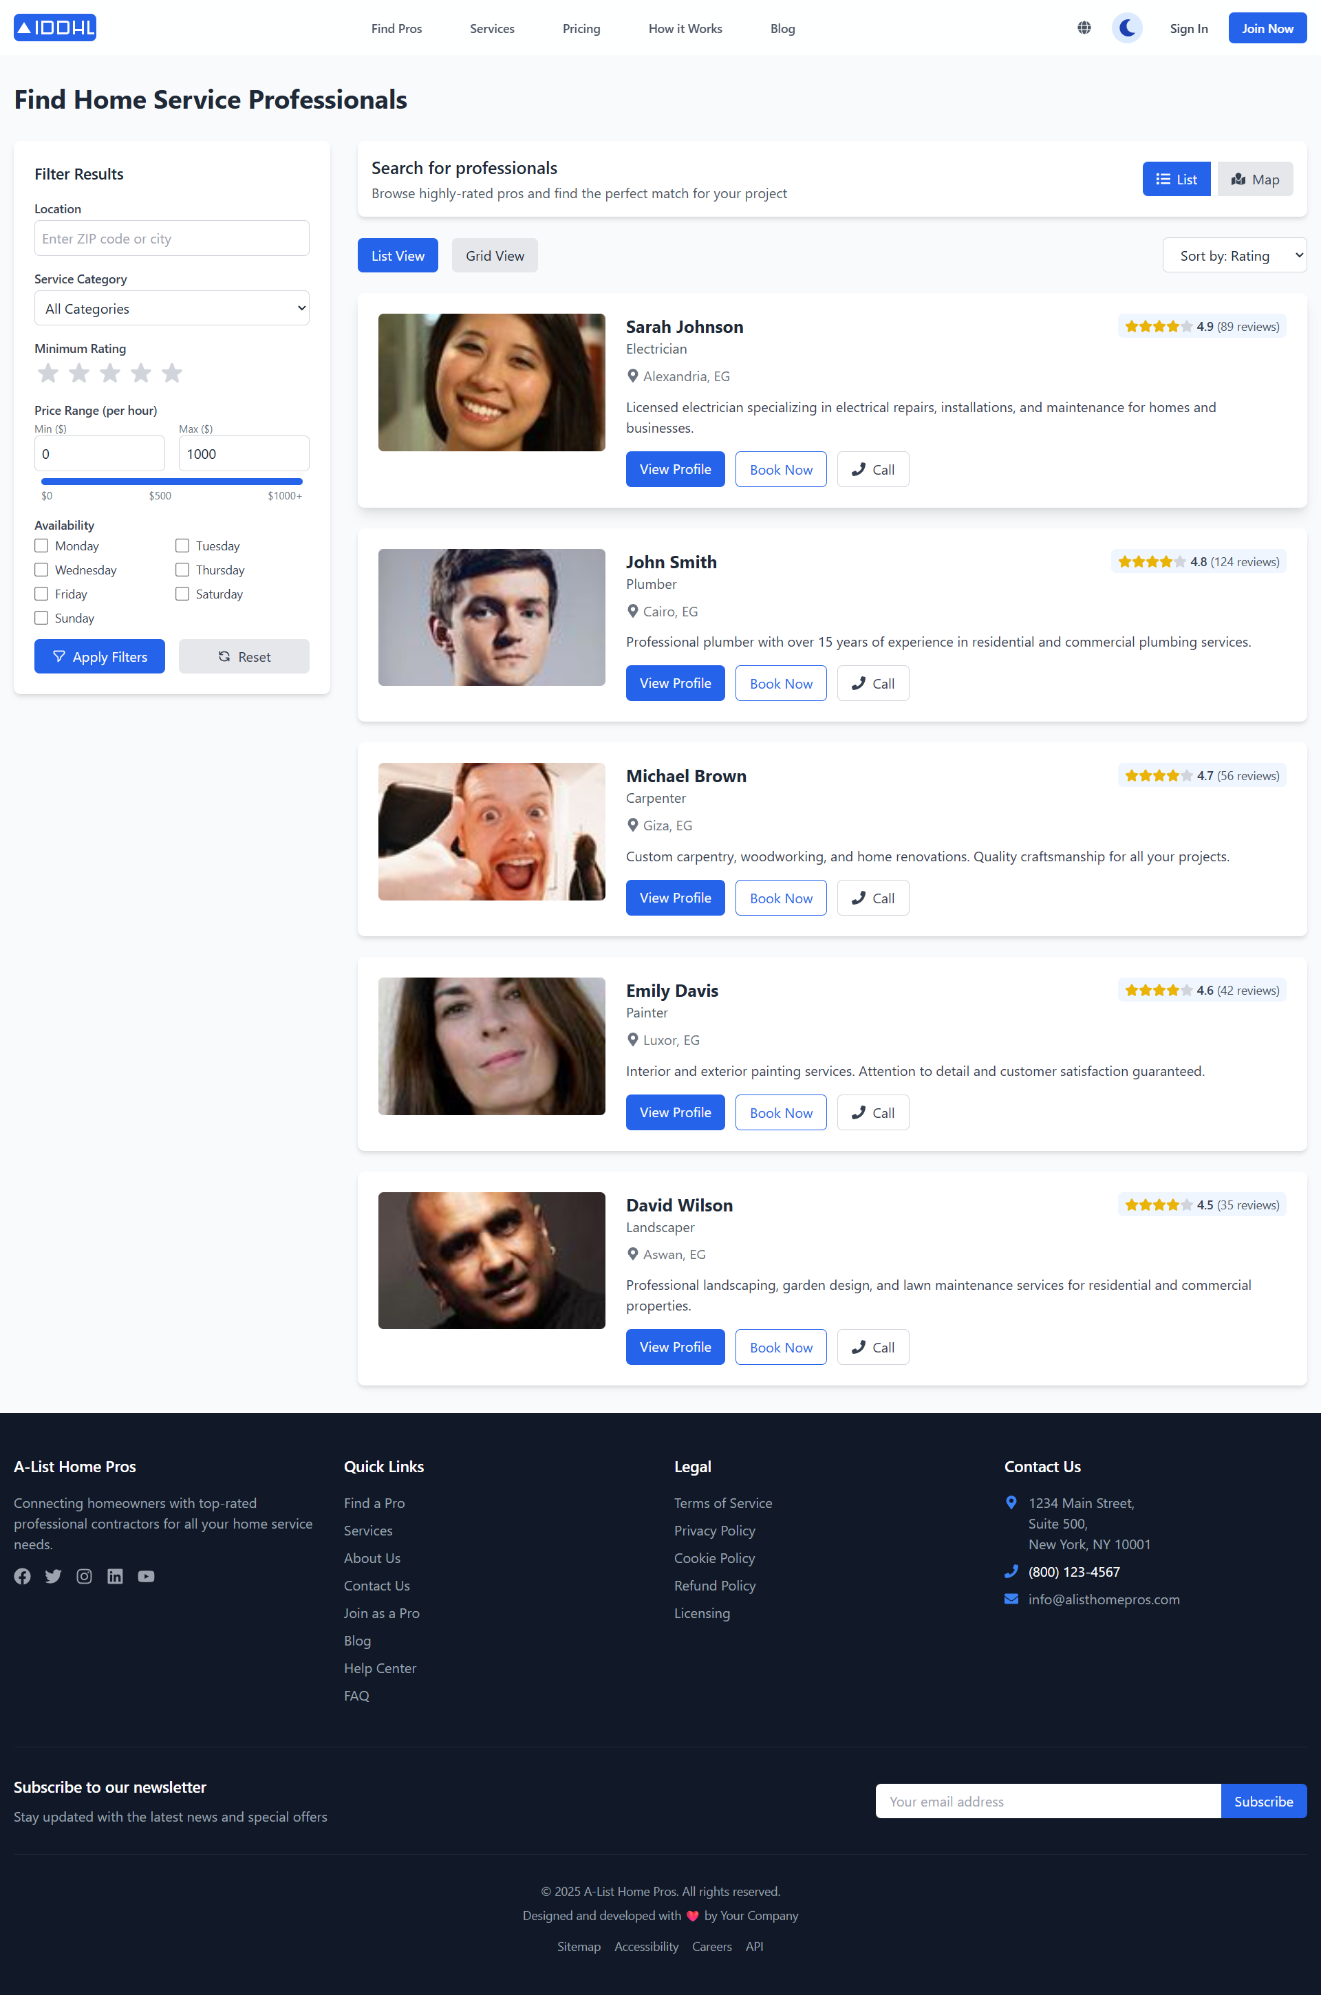 AIDDHL
Find Pros
Services
Pricing
How it Works
Blog
Sign In
Join Now
Find Home Service Professionals
Filter Results
Location
Enter ZIP code or city
Service Category
All Categories
Minimum Rating
Price Range (per hour)
Min ($)
Max ($)
0
1000
$0
$500
$1000+
Availability
Monday
Tuesday
Wednesday
Thursday
Friday
Saturday
Sunday
Apply Filters
Reset
Search for professionals
Browse highly-rated pros and find the perfect match for your project
List
Map
List View
Grid View
Sort by: Rating
Sarah Johnson
4.9 (89 reviews)
Electrician
Alexandria, EG
Licensed electrician specializing in electrical repairs, installations, and maintenance for homes and
businesses.
View Profile
Book Now
Call
John Smith
4.8 (124 reviews)
Plumber
Cairo, EG
Professional plumber with over 15 years of experience in residential and commercial plumbing services.
View Profile
Book Now
Call
Michael Brown
4.7 (56 reviews)
Carpenter
Giza, EG
Custom carpentry, woodworking, and home renovations. Quality craftsmanship for all your projects.
View Profile
Book Now
Call
Emily Davis
4.6 (42 reviews)
Painter
Luxor, EG
Interior and exterior painting services. Attention to detail and customer satisfaction guaranteed.
View Profile
Book Now
Call
David Wilson
4.5 (35 reviews)
Landscaper
Aswan, EG
Professional landscaping, garden design, and lawn maintenance services for residential and commercial
properties.
View Profile
Book Now
Call
A-List Home Pros
Connecting homeowners with top-rated
professional contractors for all your home service
needs.
Quick Links
Find a Pro
Services
About Us
Contact Us
Join as a Pro
Blog
Help Center
FAQ
Legal
Terms of Service
Privacy Policy
Cookie Policy
Refund Policy
Licensing
Contact Us
1234 Main Street,
Suite 500,
New York, NY 10001
(800) 123-4567
info@alisthomepros.com
Subscribe to our newsletter
Stay updated with the latest news and special offers
Your email address
Subscribe
© 2025 A-List Home Pros. All rights reserved.
Designed and developed with ❤ by Your Company
Sitemap
Accessibility
Careers
API